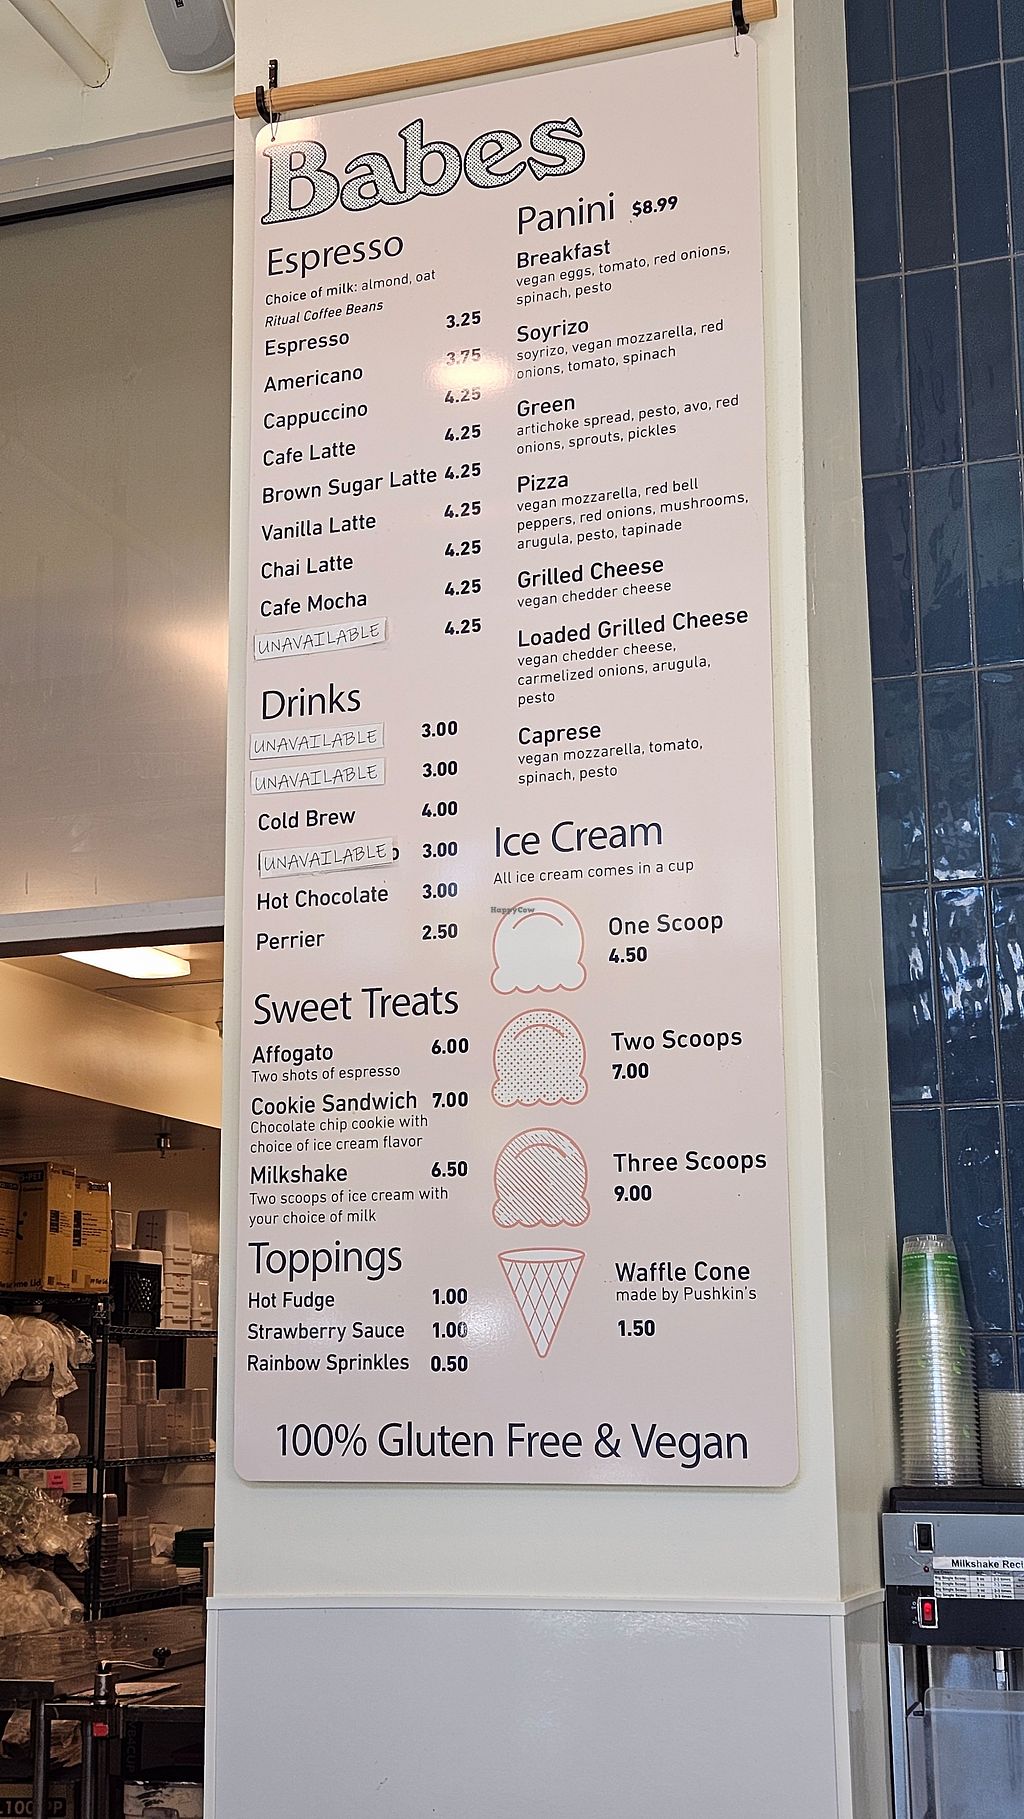 Babes
Espresso
Choice of milk: almond, oat
Ritual Coffee Beans
Espresso 3.25
Americano 3.75
Cappuccino 4.25
Cafe Latte 4.25
Brown Sugar Latte 4.25
Vanilla Latte 4.25
Chai Latte 4.25
Cafe Mocha 4.25
UNAVAILABLE 4.25
Drinks
UNAVAILABLE 3.00
UNAVAILABLE 3.00
Cold Brew 4.00
UNAVAILABLE 3.00
Hot Chocolate 3.00
Perrier 2.50
Sweet Treats
Affogato 6.00
Two shots of espresso
Cookie Sandwich 7.00
Chocolate chip cookie with
choice of ice cream flavor
Milkshake 6.50
Two scoops of ice cream with
your choice of milk
Toppings
Hot Fudge 1.00
Strawberry Sauce 1.00
Rainbow Sprinkles 0.50
Panini $8.99
Breakfast
vegan eggs, tomato, red onions,
spinach, pesto
Soyrizo
soyrizo, vegan mozzarella, red
onions, tomato, spinach
Green
artichoke spread, pesto, avo, red
onions, sprouts, pickles
Pizza
vegan mozzarella, red bell
peppers, red onions, mushrooms,
arugula, pesto, tapinade
Grilled Cheese
vegan chedder cheese
Loaded Grilled Cheese
vegan chedder cheese,
carmelized onions, arugula,
pesto
Caprese
vegan mozzarella, tomato,
spinach, pesto
Ice Cream
All ice cream comes in a cup
HappyCow
One Scoop
4.50
Two Scoops
7.00
Three Scoops
9.00
Waffle Cone
made by Pushkin's
1.50
100% Gluten Free & Vegan
Milkshake Reci